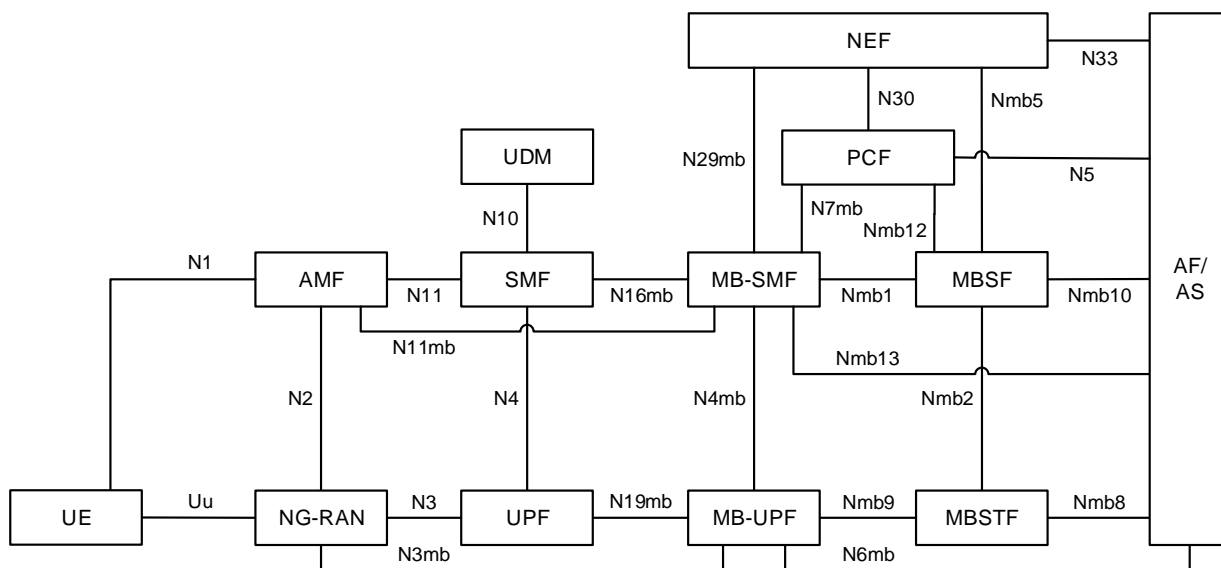 NEF
N33
N30
Nmb5
UDM
PCF
N29mb
N5
N10
N7mb
Nmb12
N1
AMF
N11
SMF
N16mb
MB-SMF
Nmb1
MBSF
Nmb10
AF/
AS
N11mb
Nmb13
N2
N4
N4mb
Nmb2
UE
Uu
NG-RAN
N3
UPF
N19mb
MB-UPF
Nmb9
MBSTF
Nmb8
N3mb
N6mb